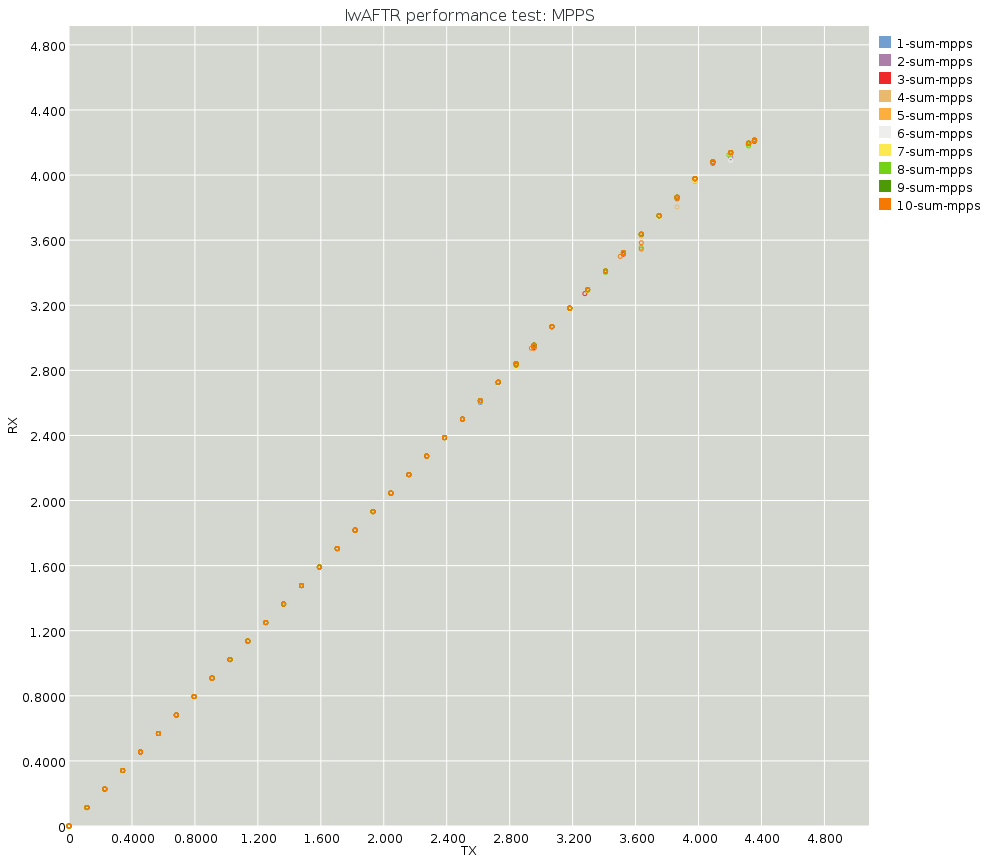 lwAFTR performance test: MPPS
4.800
4.400
4.000
3.600
3.200
2.800
2.400
2.000
1.600
1.200
0.8000
0.4000
0
RX
0 0.4000 0.8000 1.200 1.600 2.000 2.400 2.800 3.200 3.600 4.000 4.400 4.800
TX
1-sum-mpps
2-sum-mpps
3-sum-mpps
4-sum-mpps
5-sum-mpps
6-sum-mpps
7-sum-mpps
8-sum-mpps
9-sum-mpps
10-sum-mpps